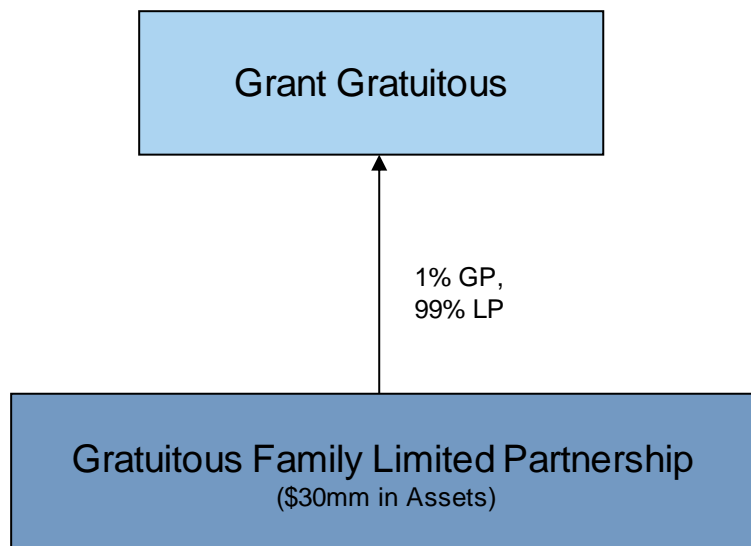 Grant Gratuitous
1% GP,
99% LP
Gratuitous Family Limited Partnership
($30mm in Assets)